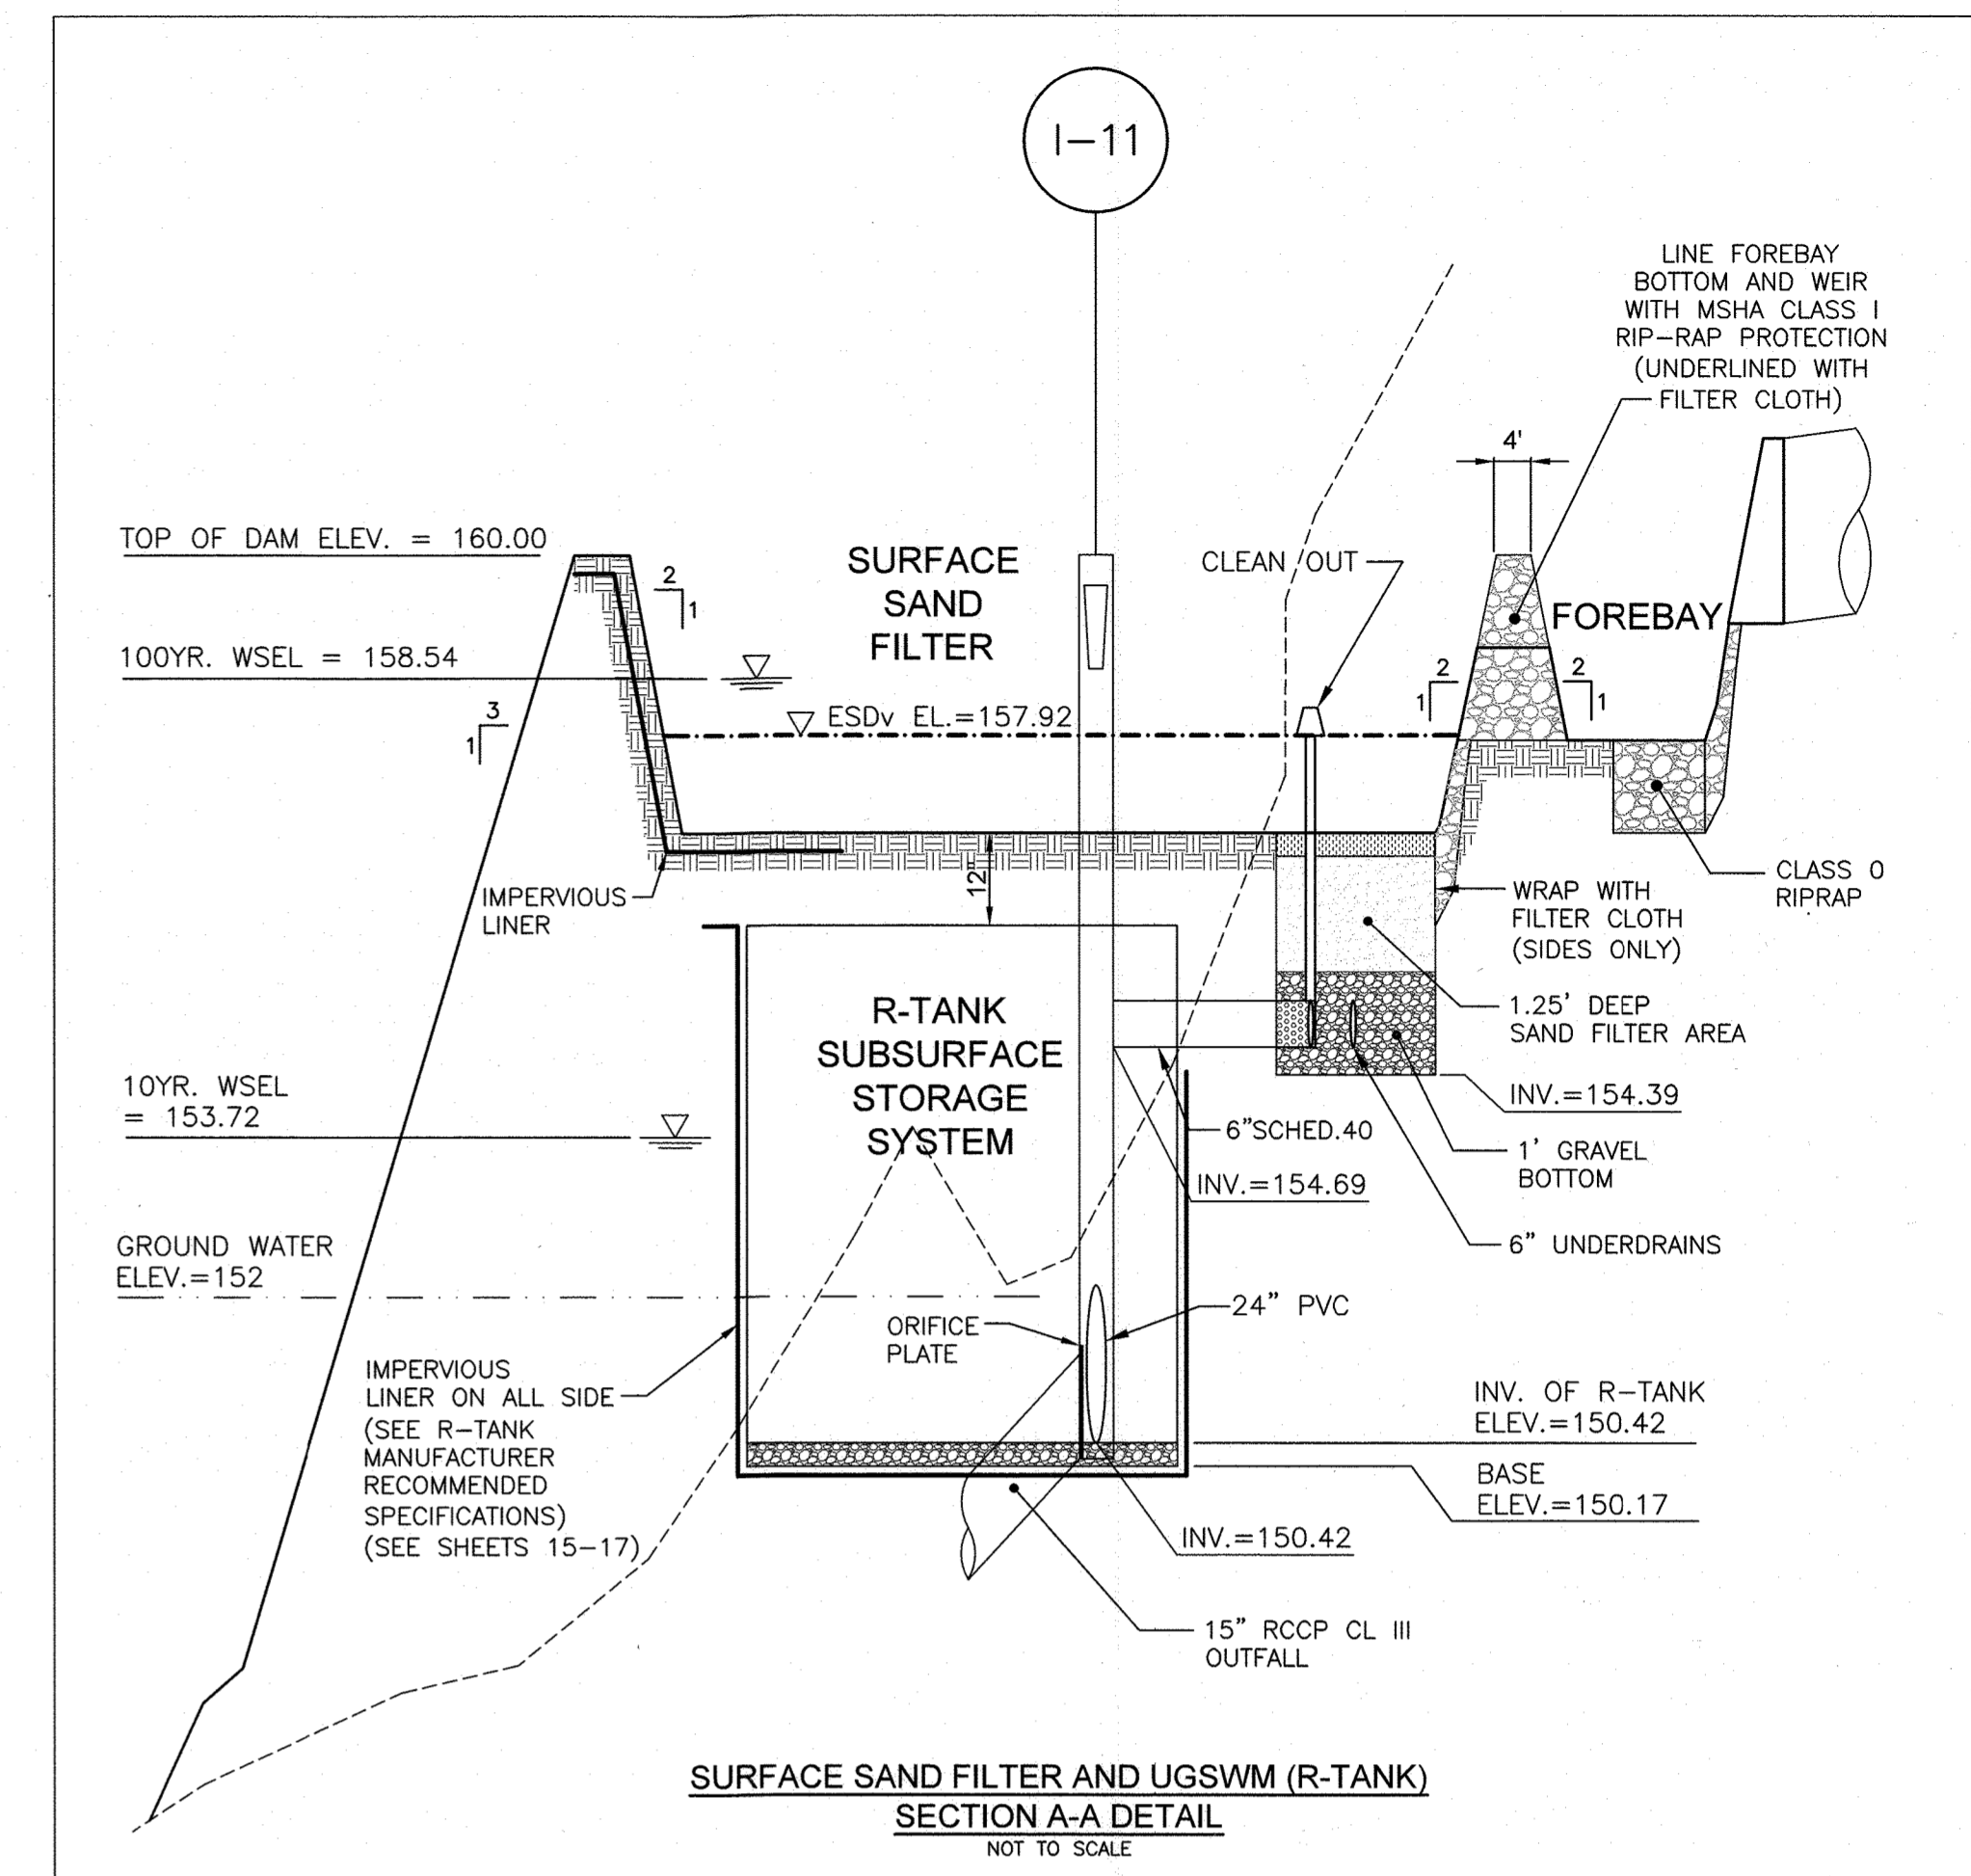 I-11
LINE FOREBAY
BOTTOM AND WEIR
WITH MSHA CLASS I
RIP-RAP PROTECTION
(UNDERLINED WITH
FILTER CLOTH)
4'
TOP OF DAM ELEV. = 160.00
2
1
SURFACE
SAND
FILTER
CLEAN OUT
FOREBAY
100YR. WSEL = 158.54
3
1
ESDv EL.=157.92
2
1
2
1
12"
IMPERVIOUS
LINER
CLASS 0
RIPRAP
WRAP WITH
FILTER CLOTH
(SIDES ONLY)
1.25' DEEP
SAND FILTER AREA
R-TANK
SUBSURFACE
STORAGE
SYSTEM
10YR. WSEL
= 153.72
INV.=154.39
6"SCHED.40
1' GRAVEL
BOTTOM
INV.=154.69
6" UNDERDRAINS
GROUND WATER
ELEV.=152
24" PVC
ORIFICE
PLATE
IMPERVIOUS
LINER ON ALL SIDE
(SEE R-TANK
MANUFACTURER
RECOMMENDED
SPECIFICATIONS)
(SEE SHEETS 15-17)
INV. OF R-TANK
ELEV.=150.42
BASE
ELEV.=150.17
INV.=150.42
15" RCCP CL III
OUTFALL
SURFACE SAND FILTER AND UGSWM (R-TANK)
SECTION A-A DETAIL
NOT TO SCALE